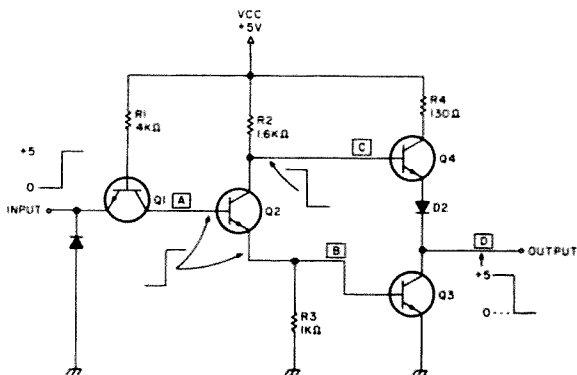 VCC
+5V
R1
4KΩ
R2
1.6KΩ
R4
130Ω
C
Q4
+5
0
Q1
A
Q2
D2
INPUT
B
D
OUTPUT
+5
Q3
0
R3
1KΩ